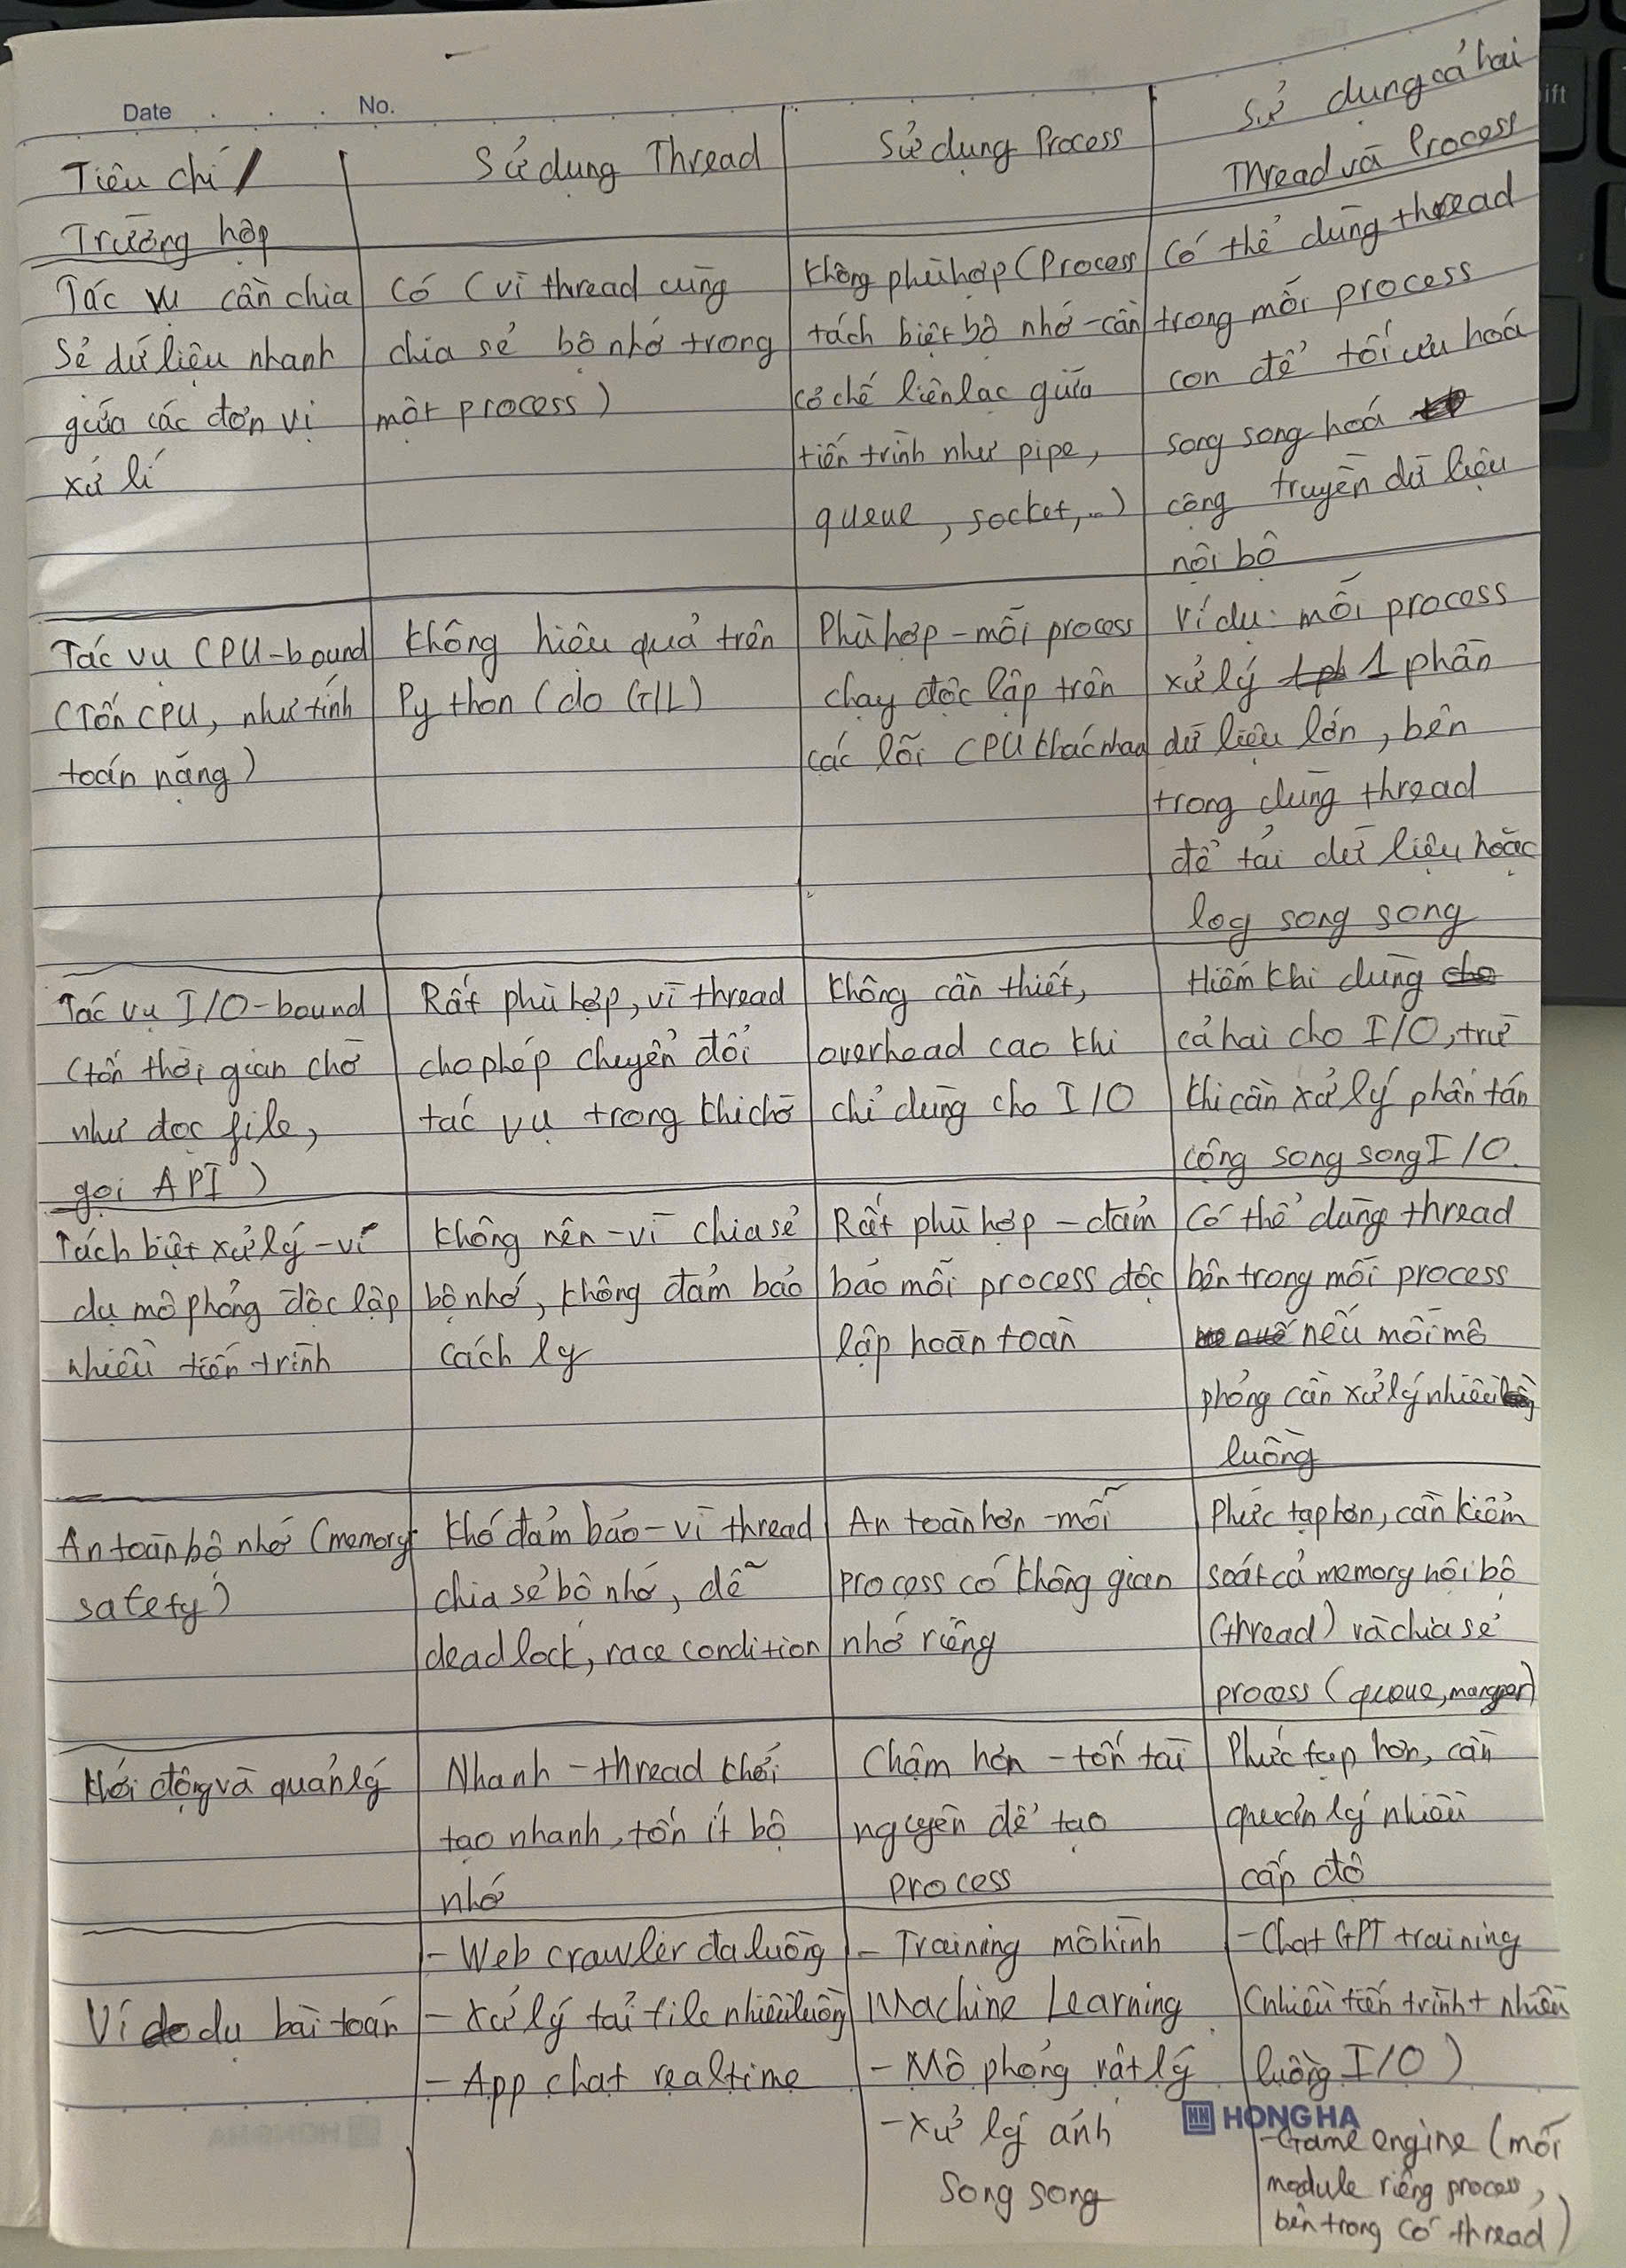 Date No.
Tiêu chí/
Trường hợp
Sử dụng Thread
Sử dụng Process
Sử dụng cả hai
Thread và Process
Tác vụ cần chia
sẻ dữ liệu nhanh
giữa các đơn vị
xử lí
Có (vì thread cùng
chia sẻ bộ nhớ trong
một process)
Không phù hợp (Process
tách biệt bộ nhớ - cần
cơ chế liên lạc giữa
tiến trình như pipe,
queue, socket,..)
Có thể dùng thread
trong mỗi process
con để tối ưu hoá
song song hoá
cộng truyền dữ liệu
nội bộ
Tác vụ CPU-bound
(Tốn CPU, như tính
toán nặng)
Không hiệu quả trên
Python (do GIL)
Phù hợp - mỗi process
chạy độc lập trên
các lõi CPU khác nhau
Ví dụ: mỗi process
xử lý 1 phần
dữ liệu lớn, bên
trong dùng thread
để tải dữ liệu hoặc
log song song
Tác vụ I/O-bound
(tốn thời gian chờ
như đọc file,
gọi API)
Rất phù hợp, vì thread
cho phép chuyển đổi
tác vụ trong khi chờ
Không cần thiết,
overhead cao khi
chỉ dùng cho I/O
Hiếm khi dùng
cả hai cho I/O, trừ
khi cần xử lý phân tán
cộng song song I/O.
Tách biệt xử lý - ví
dụ mô phỏng độc lập
nhiều tiến trình
Không nên - vì chia sẻ
bộ nhớ, không đảm bảo
cách ly
Rất phù hợp - đảm
bảo mỗi process độc
lập hoàn toàn
Có thể dùng thread
bên trong mỗi process
nếu mỗi mô
phỏng cần xử lý nhiều
luồng
An toàn bộ nhớ (memory
safety)
Khó đảm bảo - vì thread
chia sẻ bộ nhớ, dễ
deadlock, race condition
An toàn hơn - mỗi
process có không gian
nhớ riêng
Phức tạp hơn, cần kiểm
soát cả memory nội bộ
(thread) và chia sẻ
process (queue, manager)
Khởi động và quản lý
Nhanh - thread khởi
tạo nhanh, tốn ít bộ
nhớ
Chậm hơn - tốn tài
nguyên để tạo
process
Phức tạp hơn, cần
quản lý nhiều
cấp độ
Ví dụ bài toán
- Web crawler đa luồng
- Xử lý tải file nhiều luồng
- App chat realtime
- Training mô hình
Machine Learning
- Mô phỏng vật lý
- Xử lý ảnh
song song
- Chat GPT training
(nhiều tiến trình + nhiều
luồng I/O)
HONG HA
- Game engine (mỗi
module riêng process,
bên trong có thread)